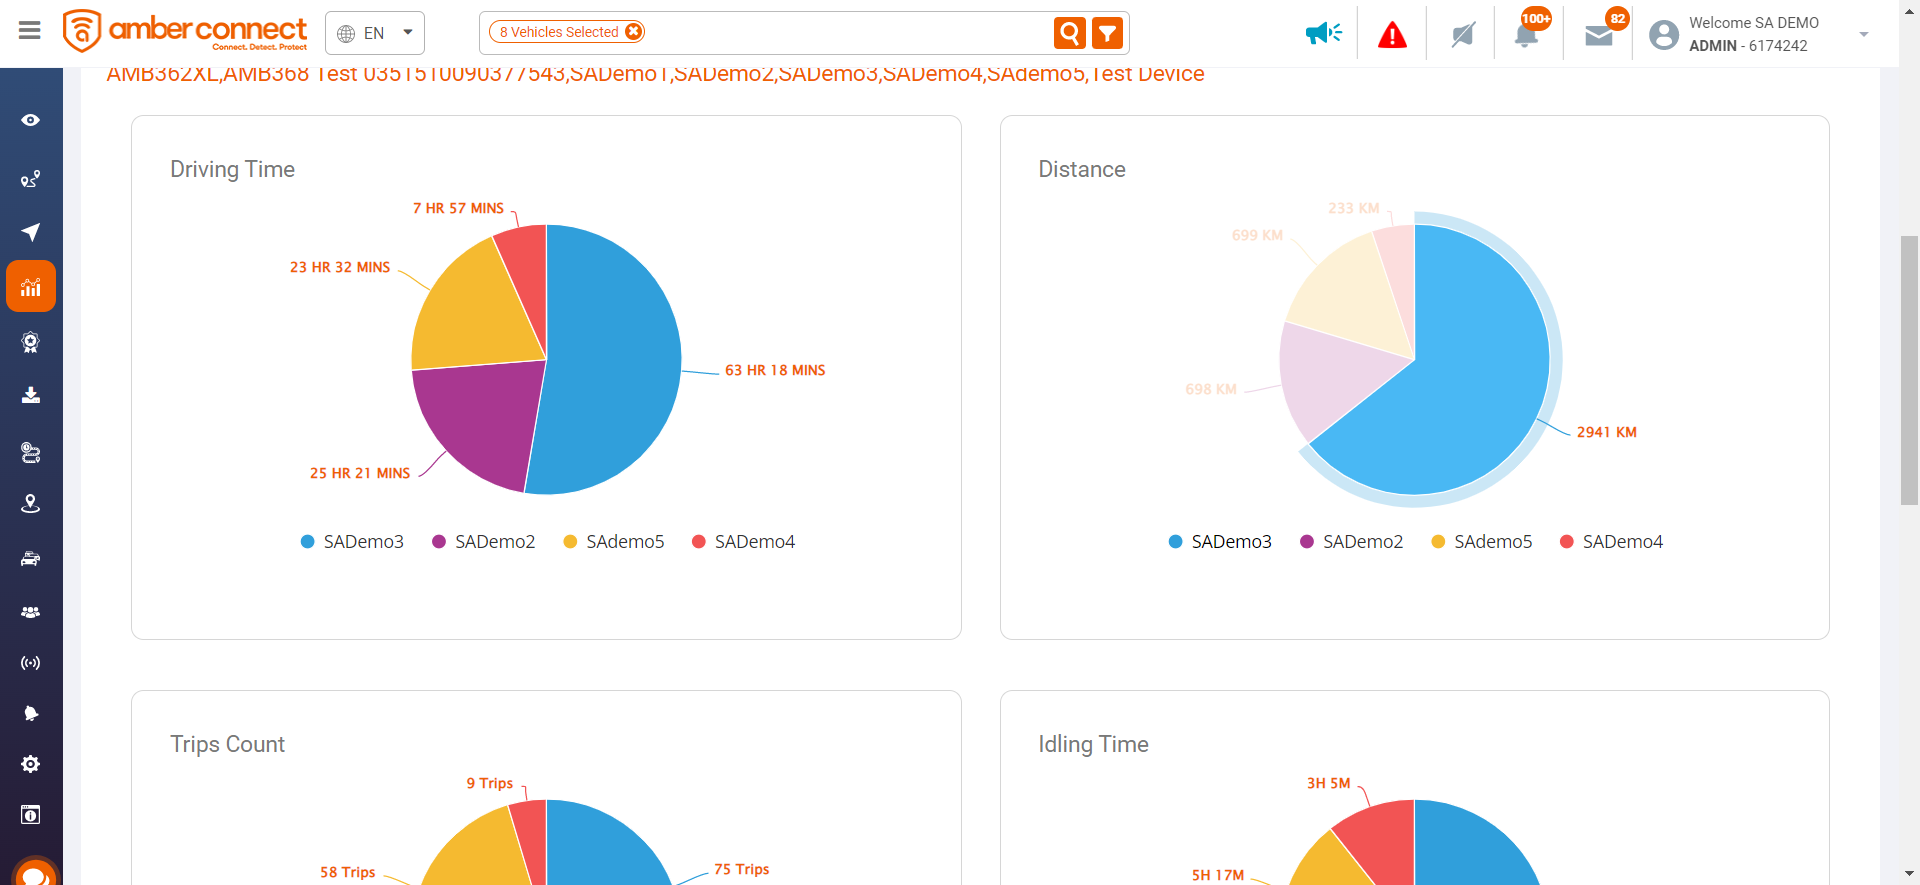 amber connect
Connect. Detect. Protect
EN
8 Vehicles Selected
100+
82
Welcome SA DEMO
ADMIN - 6174242
AMB362XL,AMB368 Test 0351510090377543,SADemo1,SADemo2,SADemo3,SADemo4,SAdemo5,Test Device
Driving Time
7 HR 57 MINS
23 HR 32 MINS
63 HR 18 MINS
25 HR 21 MINS
SADemo3 SADemo2 SAdemo5 SADemo4
Distance
233 KM
699 KM
698 KM
2941 KM
SADemo3 SADemo2 SAdemo5 SADemo4
Trips Count
9 Trips
58 Trips
75 Trips
Idling Time
3H 5M
5H 17M